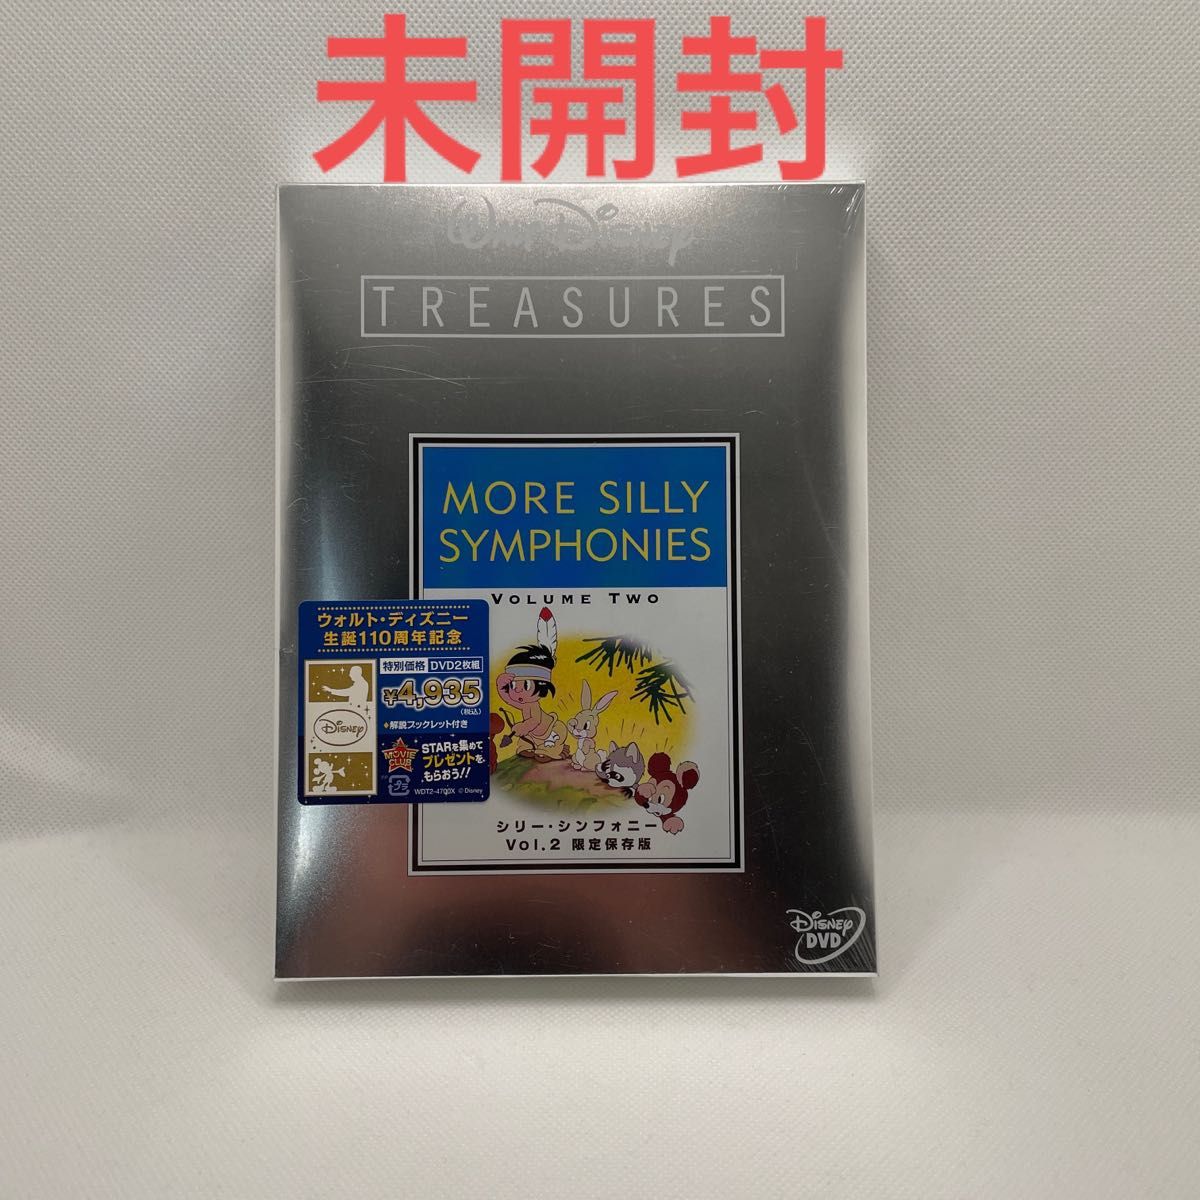 未開封
Walt Disney
TREASURES
MORE SILLY
SYMPHONIES
VOLUME TWO
ウォルト・ディズニー
生誕110周年記念
特別価格 DVD2枚組
¥4,935
(税込)
◆解説ブックレット付き
DISNEY
MOVIE
CLUB
STARを集めて
プレゼントを
もらおう!!
プラ
WDT2-4700X © Disney
シリー・シンフォニー
Vol.2 限定保存版
DISNEY
DVD